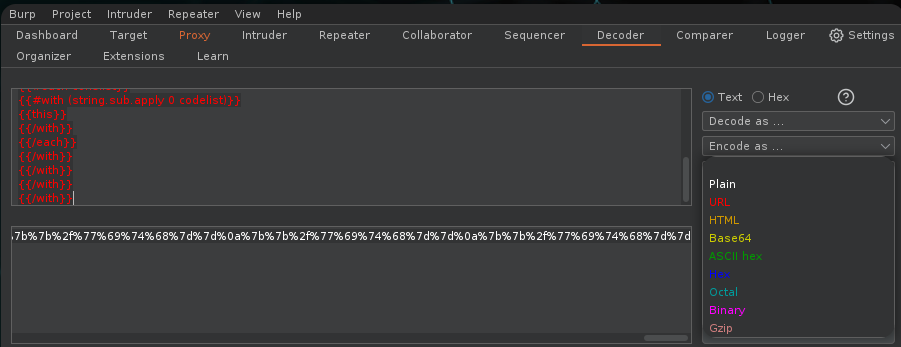 Burp Project Intruder Repeater View Help
Dashboard Target Proxy Intruder Repeater Collaborator Sequencer Decoder Comparer Logger Settings
Organizer Extensions Learn
{{#with (string.sub.apply 0 codelist)}}
{{this}}
{{/with}}
{{/each}}
{{/with}}
{{/with}}
{{/with}}
{{/with}}
Text Hex
Decode as ...
Encode as ...
Plain
URL
HTML
Base64
ASCII hex
Hex
Octal
Binary
Gzip
%7b%7b%2f%77%69%74%68%7d%7d%0a%7b%7b%2f%77%69%74%68%7d%7d%0a%7b%7b%2f%77%69%74%68%7d%7d